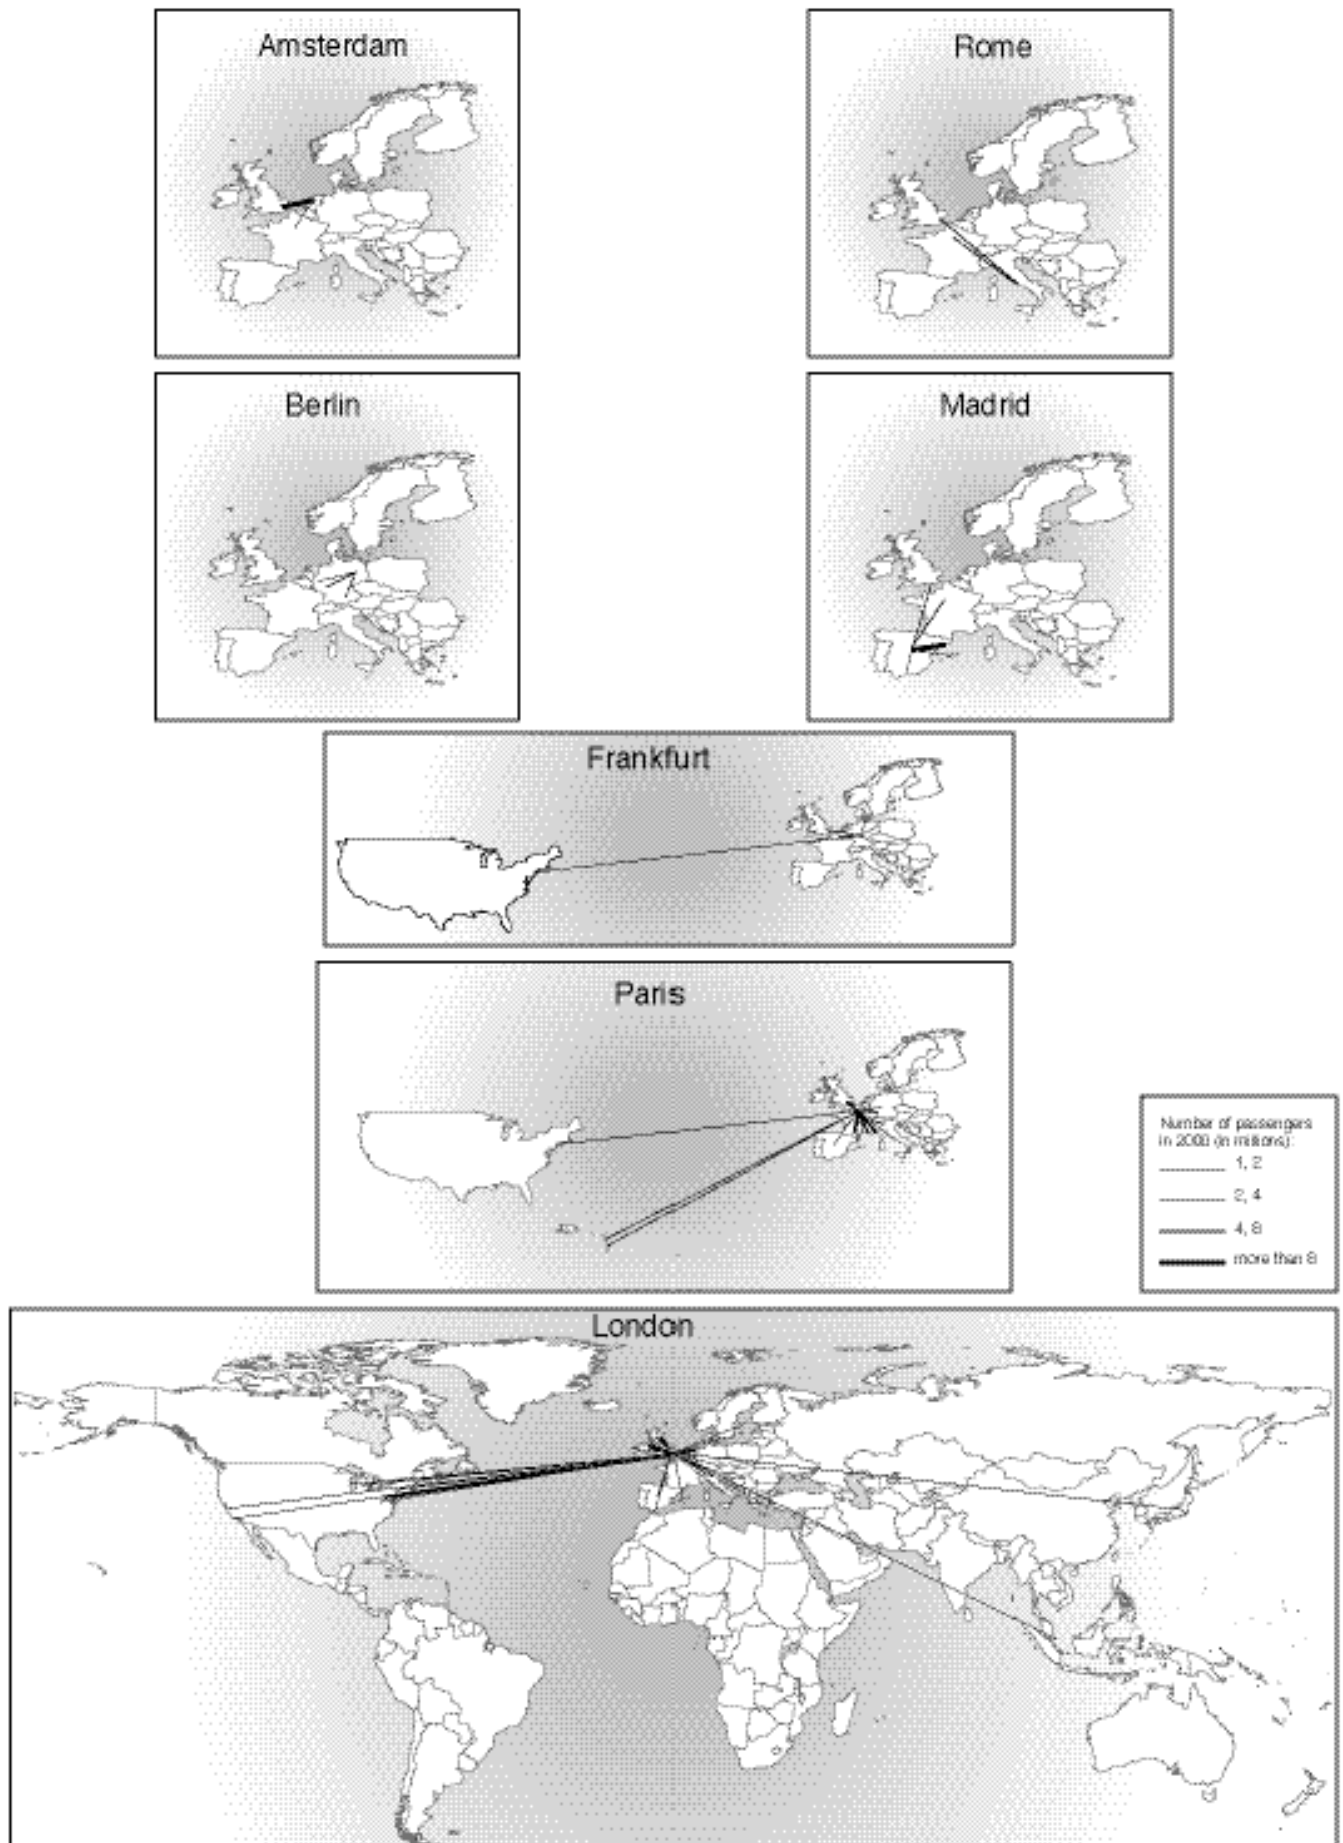 Amsterdam
Rome
Berlin
Madrid
Frankfurt
Paris
Number of passengers
in 2000 (in millions):
1, 2
2, 4
4, 8
more than 8
London